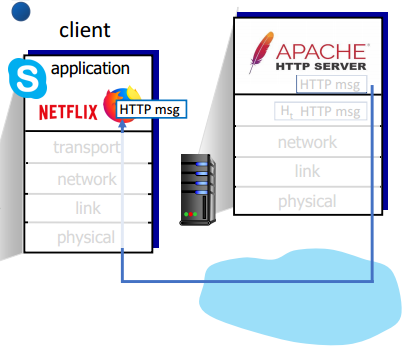 client
application
NETFLIX
HTTP msg
transport
network
link
physical
APACHE®
HTTP SERVER
HTTP msg
Ht HTTP msg
network
link
physical